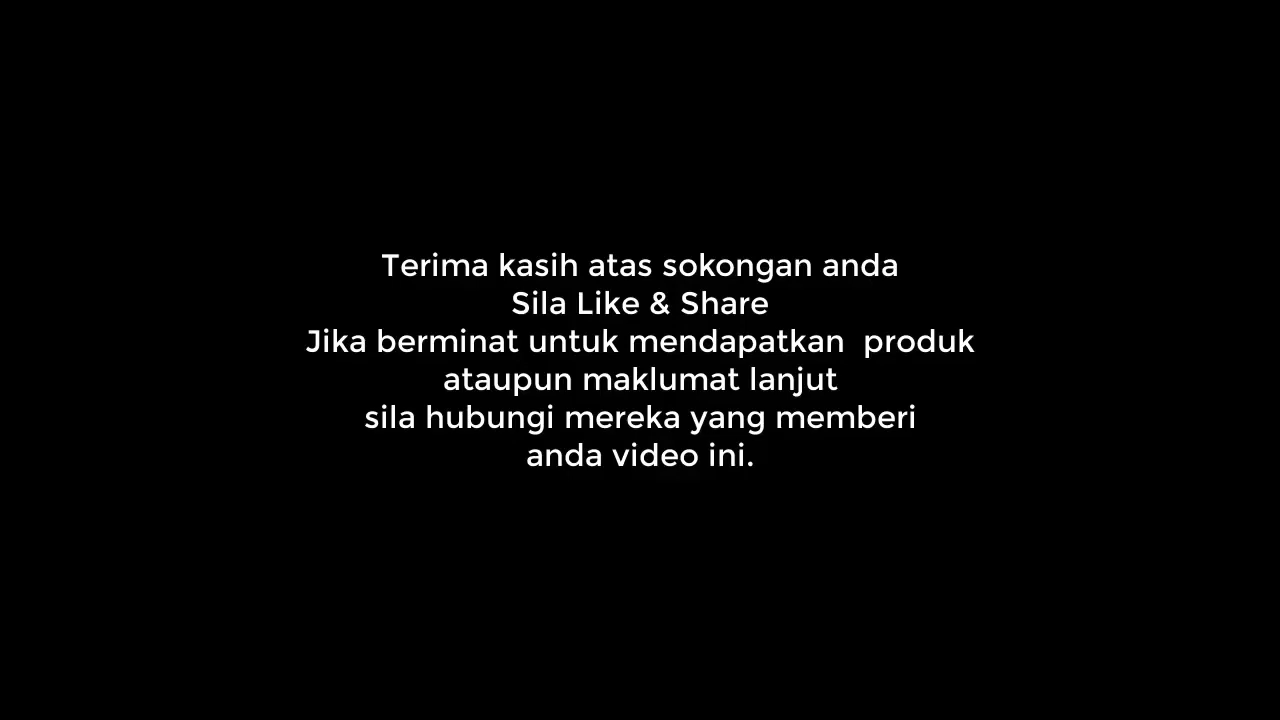 Terima kasih atas sokongan anda
Sila Like & Share
Jika berminat untuk mendapatkan  produk
ataupun maklumat lanjut
sila hubungi mereka yang memberi
anda video ini.